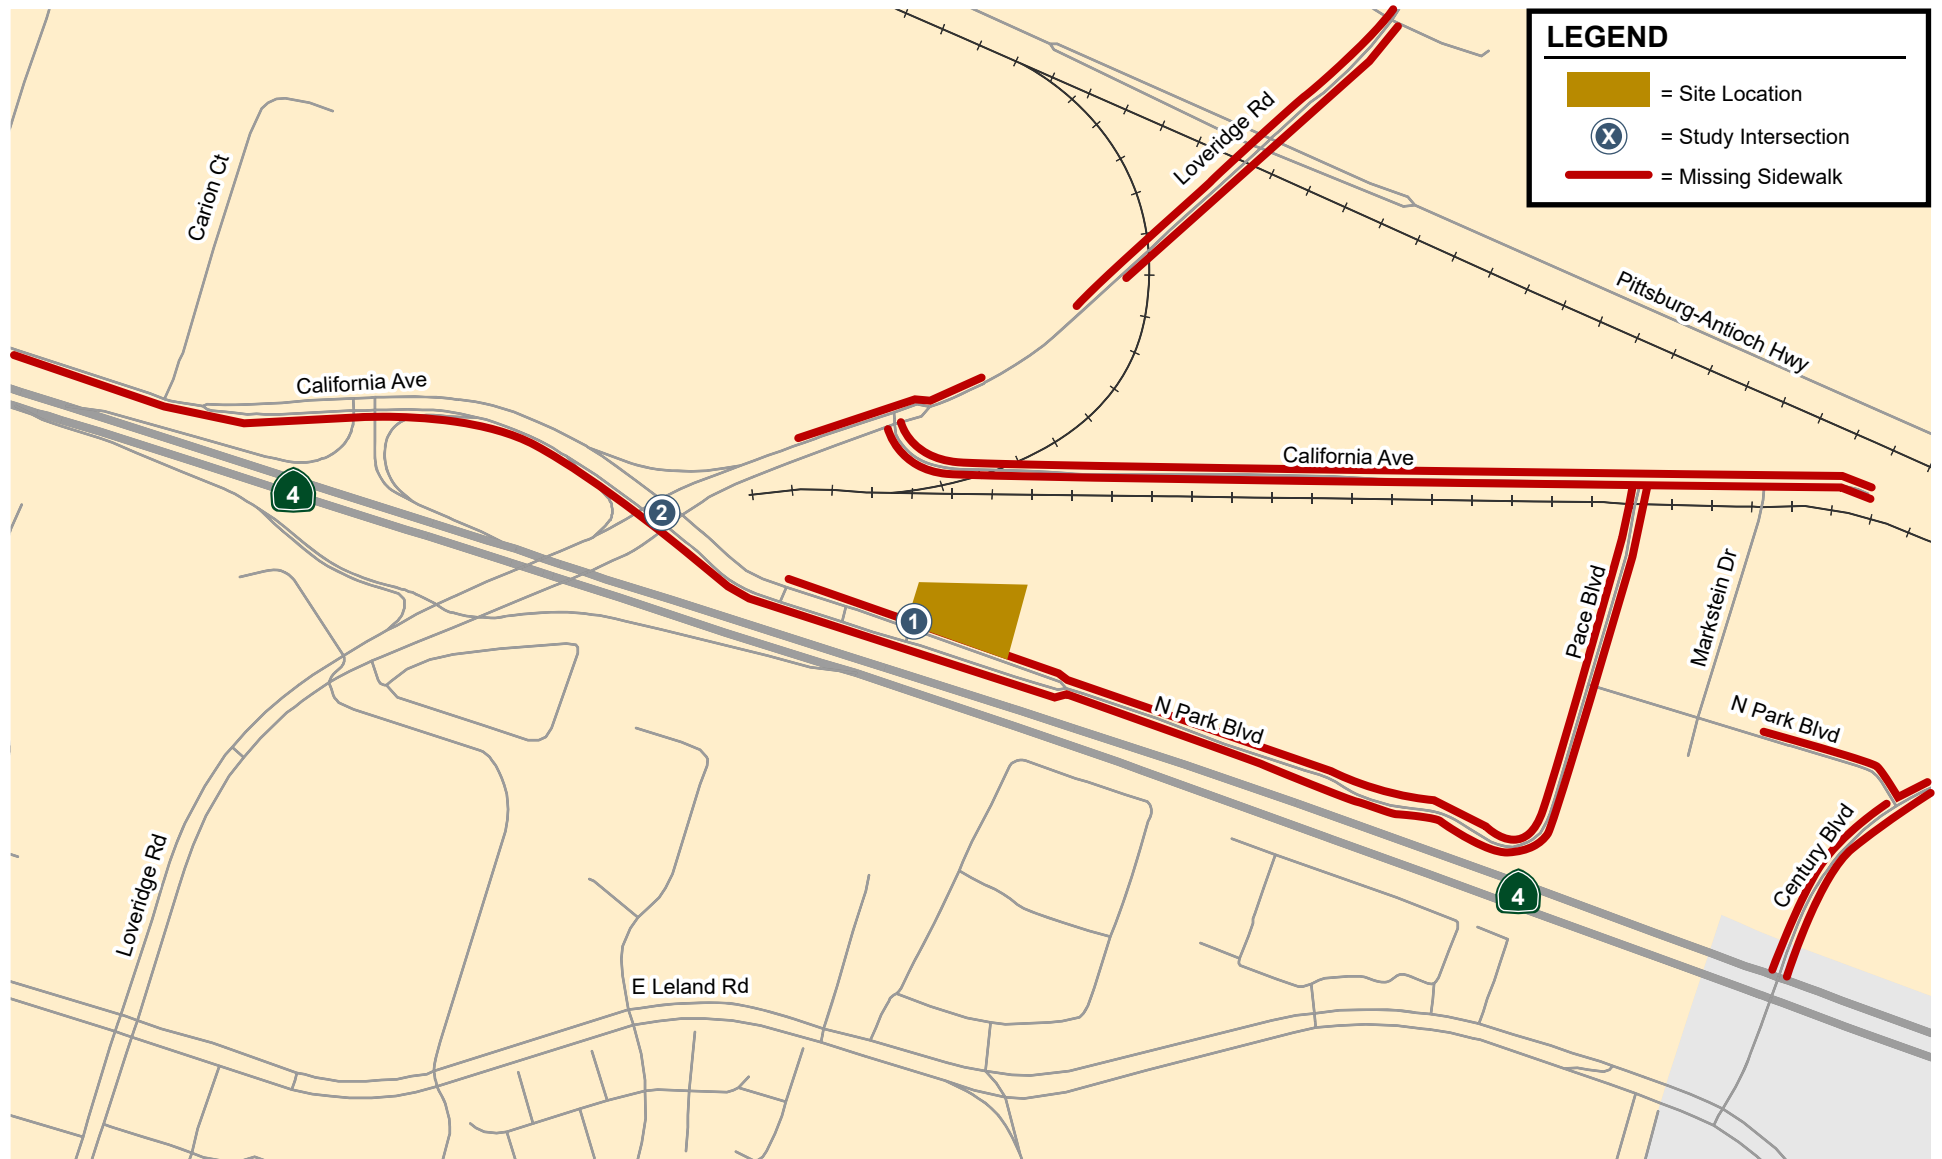 LEGEND
= Site Location
X
= Study Intersection
= Missing Sidewalk
Loveridge Rd
Carion Ct
Pittsburg-Antioch Hwy
California Ave
California Ave
4
2
1
Pace Blvd
Markstein Dr
N Park Blvd
N Park Blvd
Century Blvd
4
Loveridge Rd
E Leland Rd